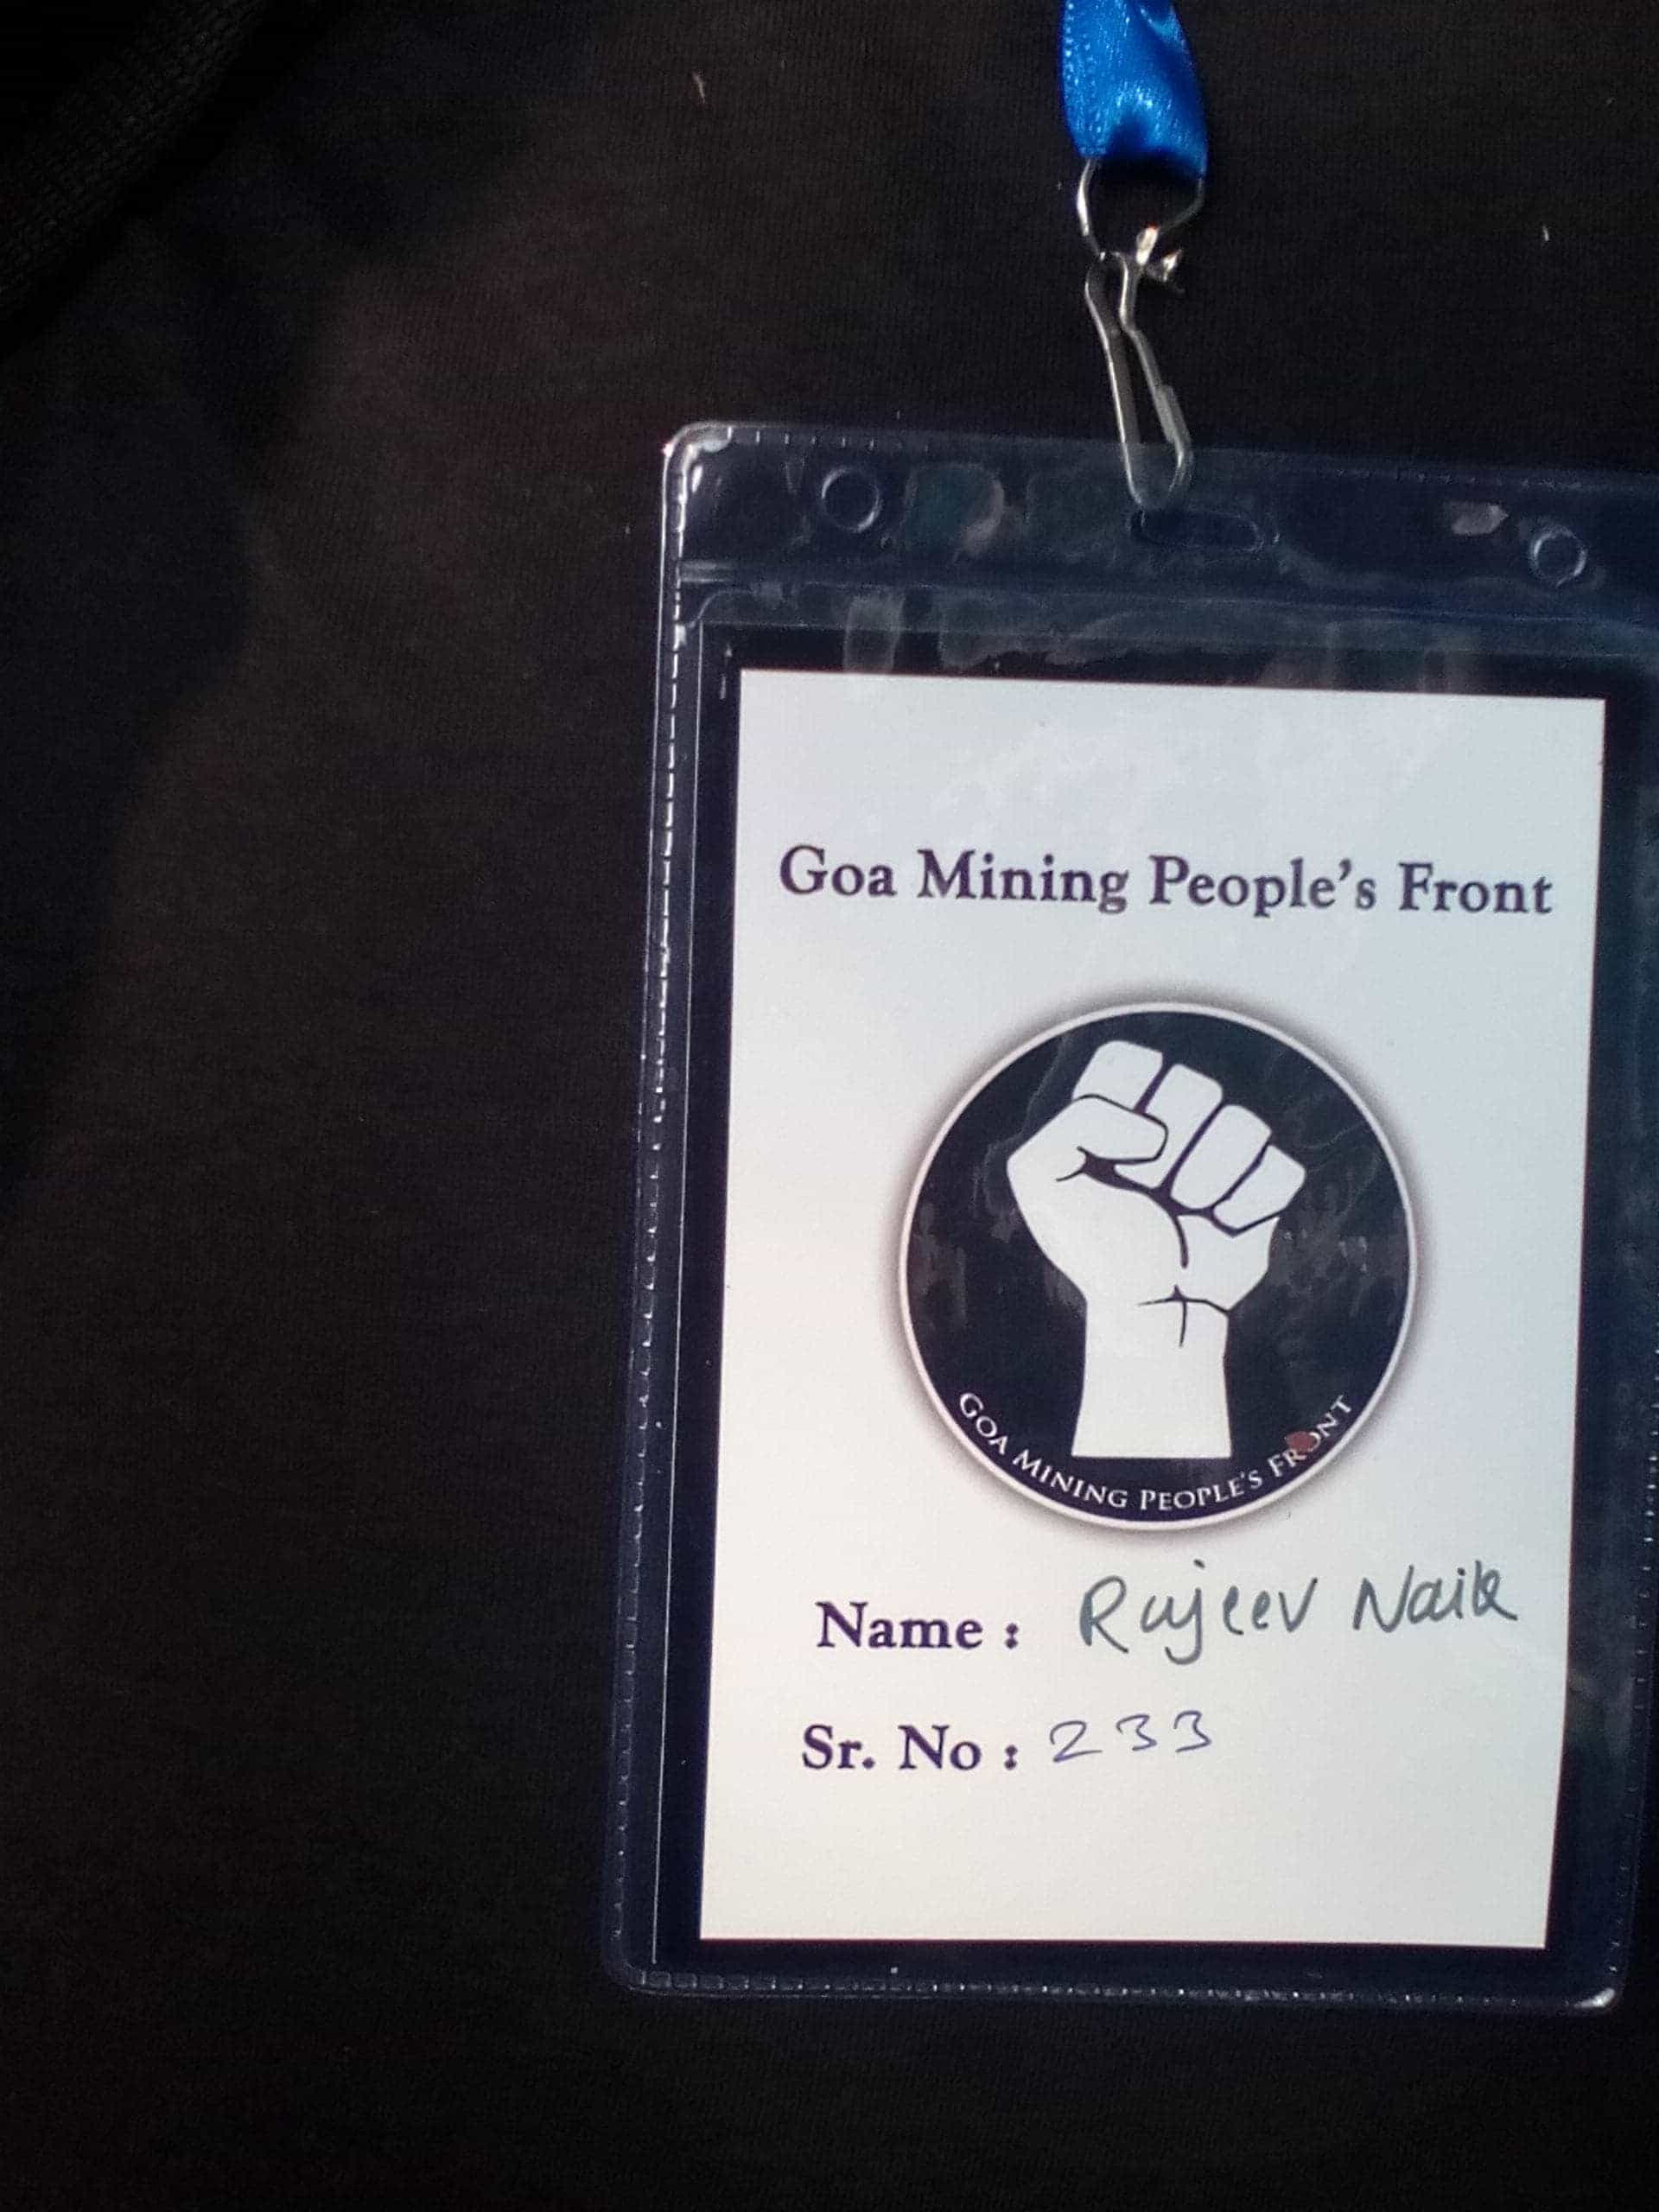 Goa Mining People's Front
GOA MINING PEOPLE'S FRONT
Name : Rajeev Naik
Sr. No : 233